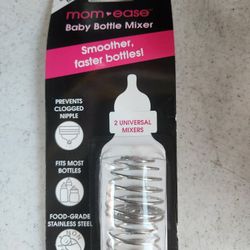 mom ease™
Baby Bottle Mixer
Smoother,
faster bottles!
PREVENTS
CLOGGED
NIPPLE
2 UNIVERSAL
MIXERS
FITS MOST
BOTTLES
FOOD-GRADE
STAINLESS STEEL